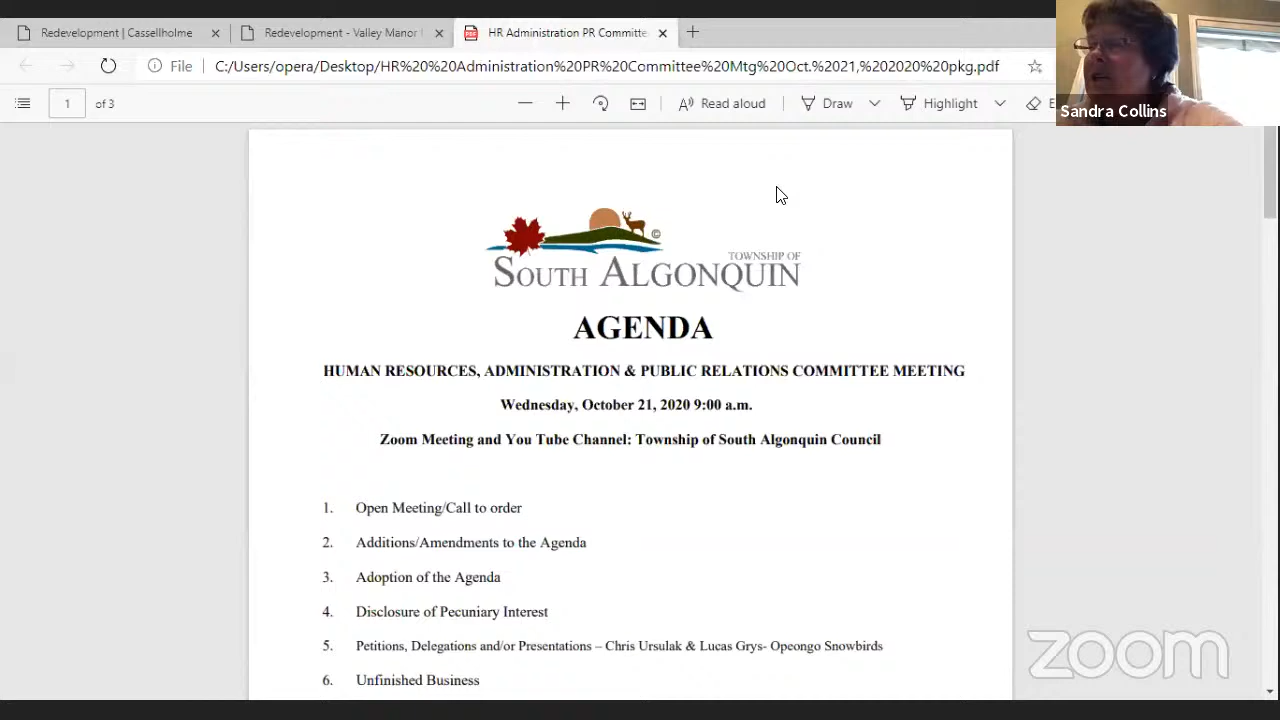 Redevelopment | Cassellholme
Redevelopment - Valley Manor
HR Administration PR Committe
File
C:/Users/opera/Desktop/HR%20%20Administration%20PR%20Committee%20Mtg%20Oct.%2021,%202020%20pkg.pdf
1 of 3
Read aloud
Draw
Highlight
Sandra Collins
TOWNSHIP OF
SOUTH ALGONQUIN
©
AGENDA
HUMAN RESOURCES, ADMINISTRATION & PUBLIC RELATIONS COMMITTEE MEETING
Wednesday, October 21, 2020 9:00 a.m.
Zoom Meeting and You Tube Channel: Township of South Algonquin Council
1. Open Meeting/Call to order
2. Additions/Amendments to the Agenda
3. Adoption of the Agenda
4. Disclosure of Pecuniary Interest
5. Petitions, Delegations and/or Presentations – Chris Ursulak & Lucas Grys- Opeongo Snowbirds
6. Unfinished Business
zoom